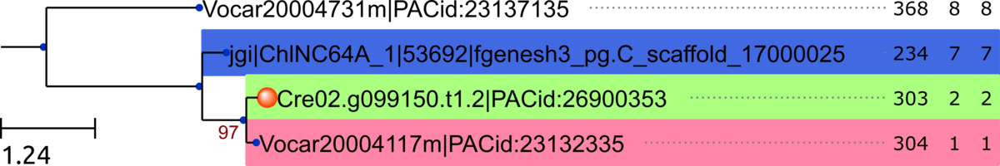 Vocar20004731m|PACid:23137135 368 8 8
jgi|ChlNC64A_1|53692|fgenesh3_pg.C_scaffold_17000025 234 7 7
Cre02.g099150.t1.2|PACid:26900353 303 2 2
97
Vocar20004117m|PACid:23132335 304 1 1
1.24